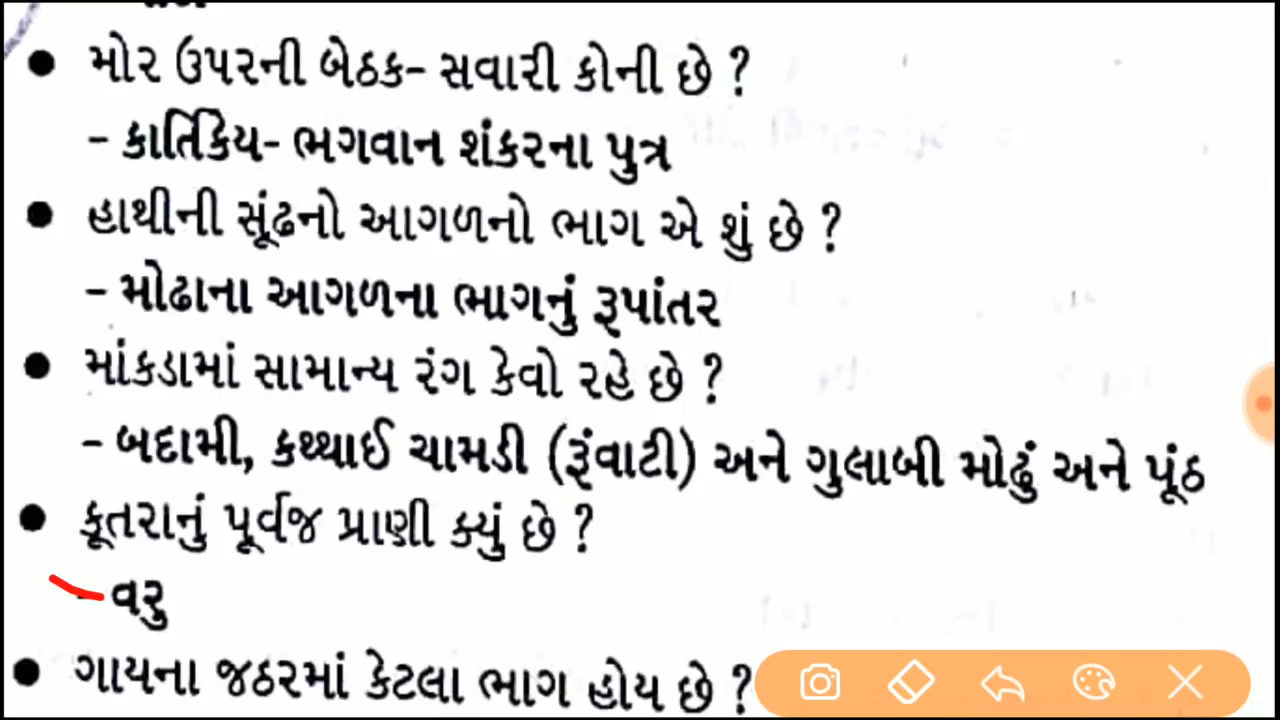 ● મોર ઉપરની બેઠક- સવારી કોની છે ?
- કાર્તિકેય- ભગવાન શંકરના પુત્ર
● હાથીની સૂંઢનો આગળનો ભાગ એ શું છે ?
- મોઢાના આગળના ભાગનું રૂપાંતર
● માંકડામાં સામાન્ય રંગ કેવો રહે છે ?
- બદામી, કથ્થાઈ ચામડી (રૂંવાટી) અને ગુલાબી મોઢું અને પૂંઠ
● કૂતરાનું પૂર્વજ પ્રાણી ક્યું છે ?
- વરુ
● ગાયના જઠરમાં કેટલા ભાગ હોય છે ?